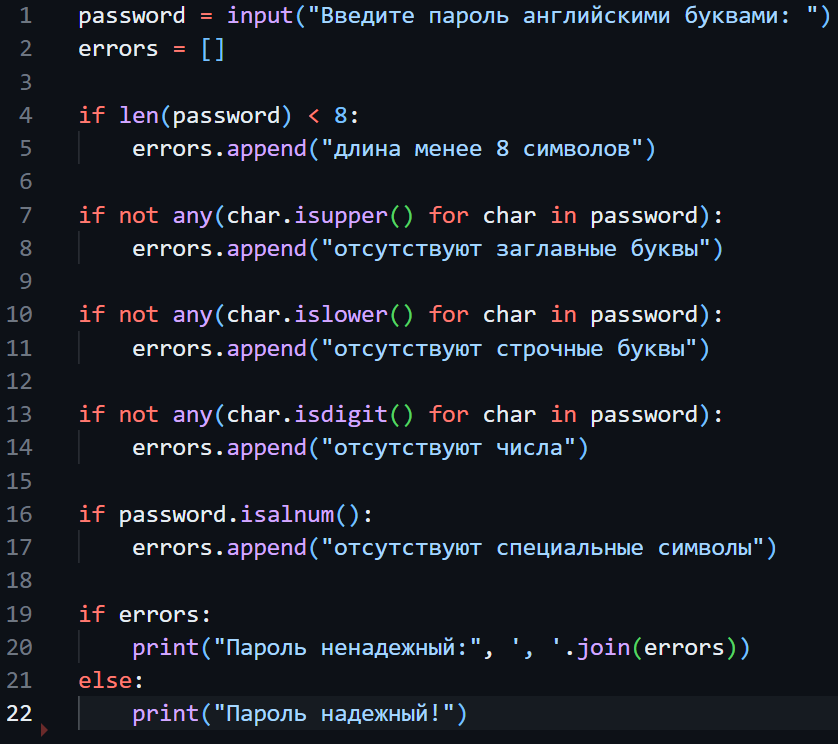 1 password = input("Введите пароль английскими буквами: ")
2 errors = []
3
4 if len(password) < 8:
5     errors.append("длина менее 8 символов")
6
7 if not any(char.isupper() for char in password):
8     errors.append("отсутствуют заглавные буквы")
9
10 if not any(char.islower() for char in password):
11     errors.append("отсутствуют строчные буквы")
12
13 if not any(char.isdigit() for char in password):
14     errors.append("отсутствуют числа")
15
16 if password.isalnum():
17     errors.append("отсутствуют специальные символы")
18
19 if errors:
20     print("Пароль ненадежный:", ', '.join(errors))
21 else:
22     print("Пароль надежный!")